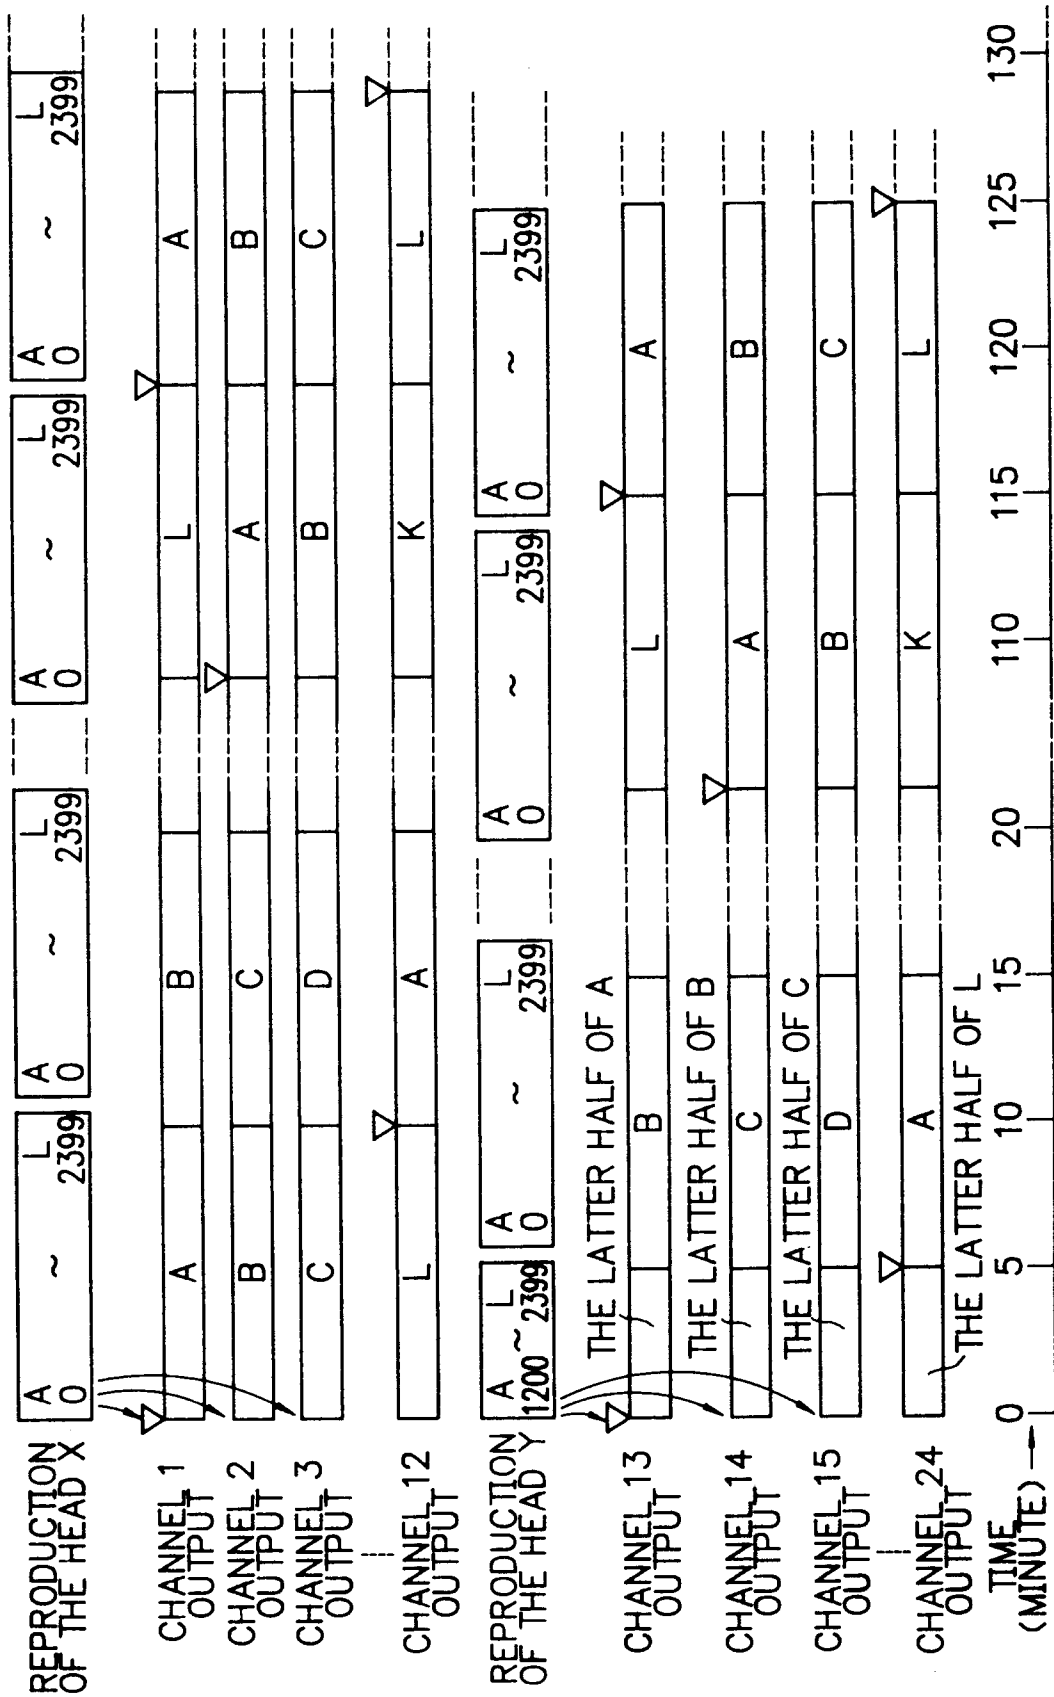 REPRODUCTION
OF THE HEAD X
A L A L A L A L
0 ~ 2399 0 ~ 2399 0 ~ 2399 0 ~ 2399
CHANNEL 1
OUTPUT
A B L A
CHANNEL 2
OUTPUT
B C A B
CHANNEL 3
OUTPUT
C D B C
CHANNEL 12
OUTPUT
L A K L
REPRODUCTION
OF THE HEAD Y
A L A L A L A L
1200 ~ 2399 0 ~ 2399 0 ~ 2399 0 ~ 2399
THE LATTER HALF OF A
CHANNEL 13
OUTPUT
B L A
THE LATTER HALF OF B
CHANNEL 14
OUTPUT
C A B
THE LATTER HALF OF C
CHANNEL 15
OUTPUT
D B C
CHANNEL 24
OUTPUT
A K L
THE LATTER HALF OF L
TIME
(MINUTE)
0 5 10 15 20 110 115 120 125 130